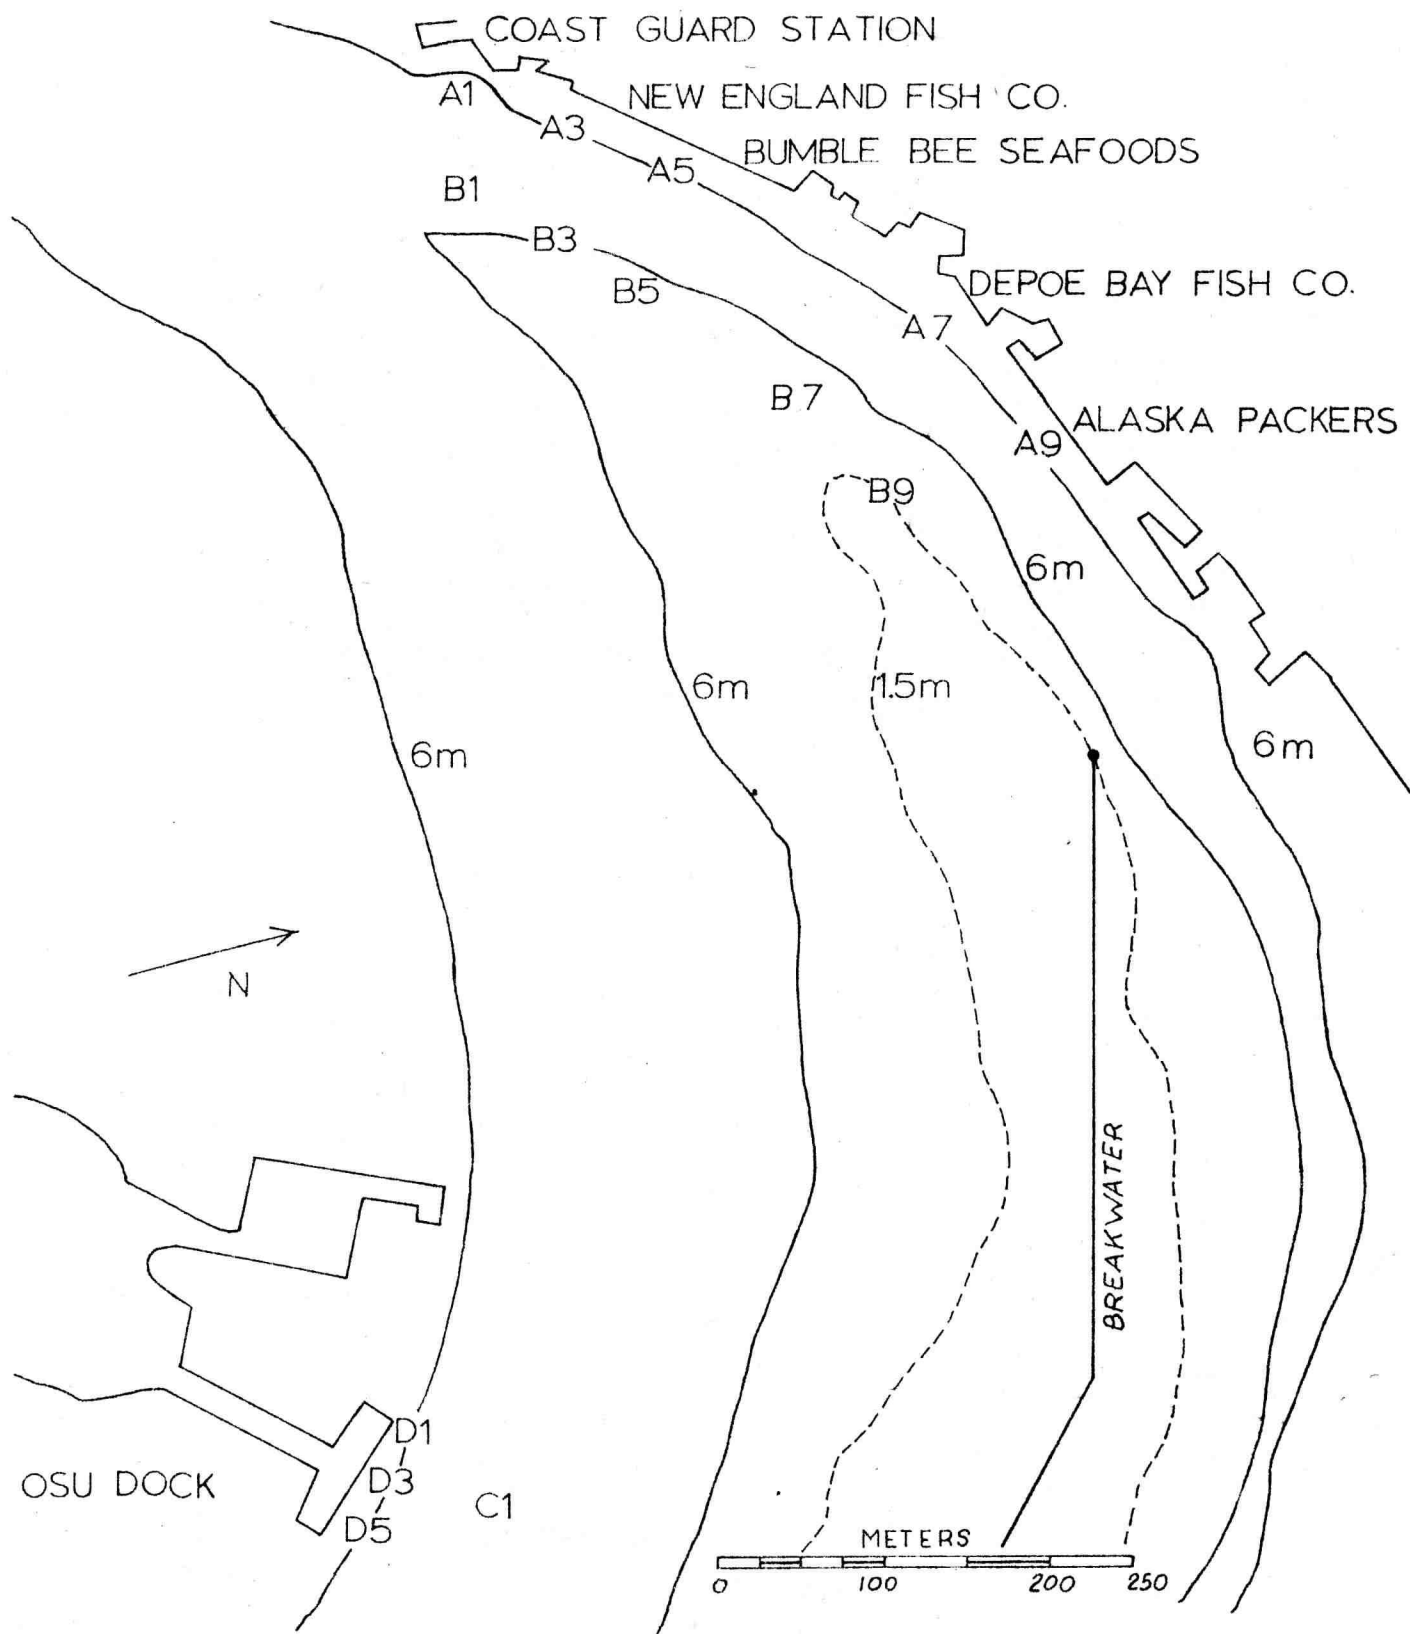 COAST GUARD STATION
A1
NEW ENGLAND FISH CO.
A3
BUMBLE BEE SEAFOODS
A5
B1
B3
B5
DEPOE BAY FISH CO.
A7
B7
ALASKA PACKERS
A9
B9
6m
6m
1.5m
6m
6m
N
BREAKWATER
D1
D3
OSU DOCK
C1
D5
METERS
0 100 200 250